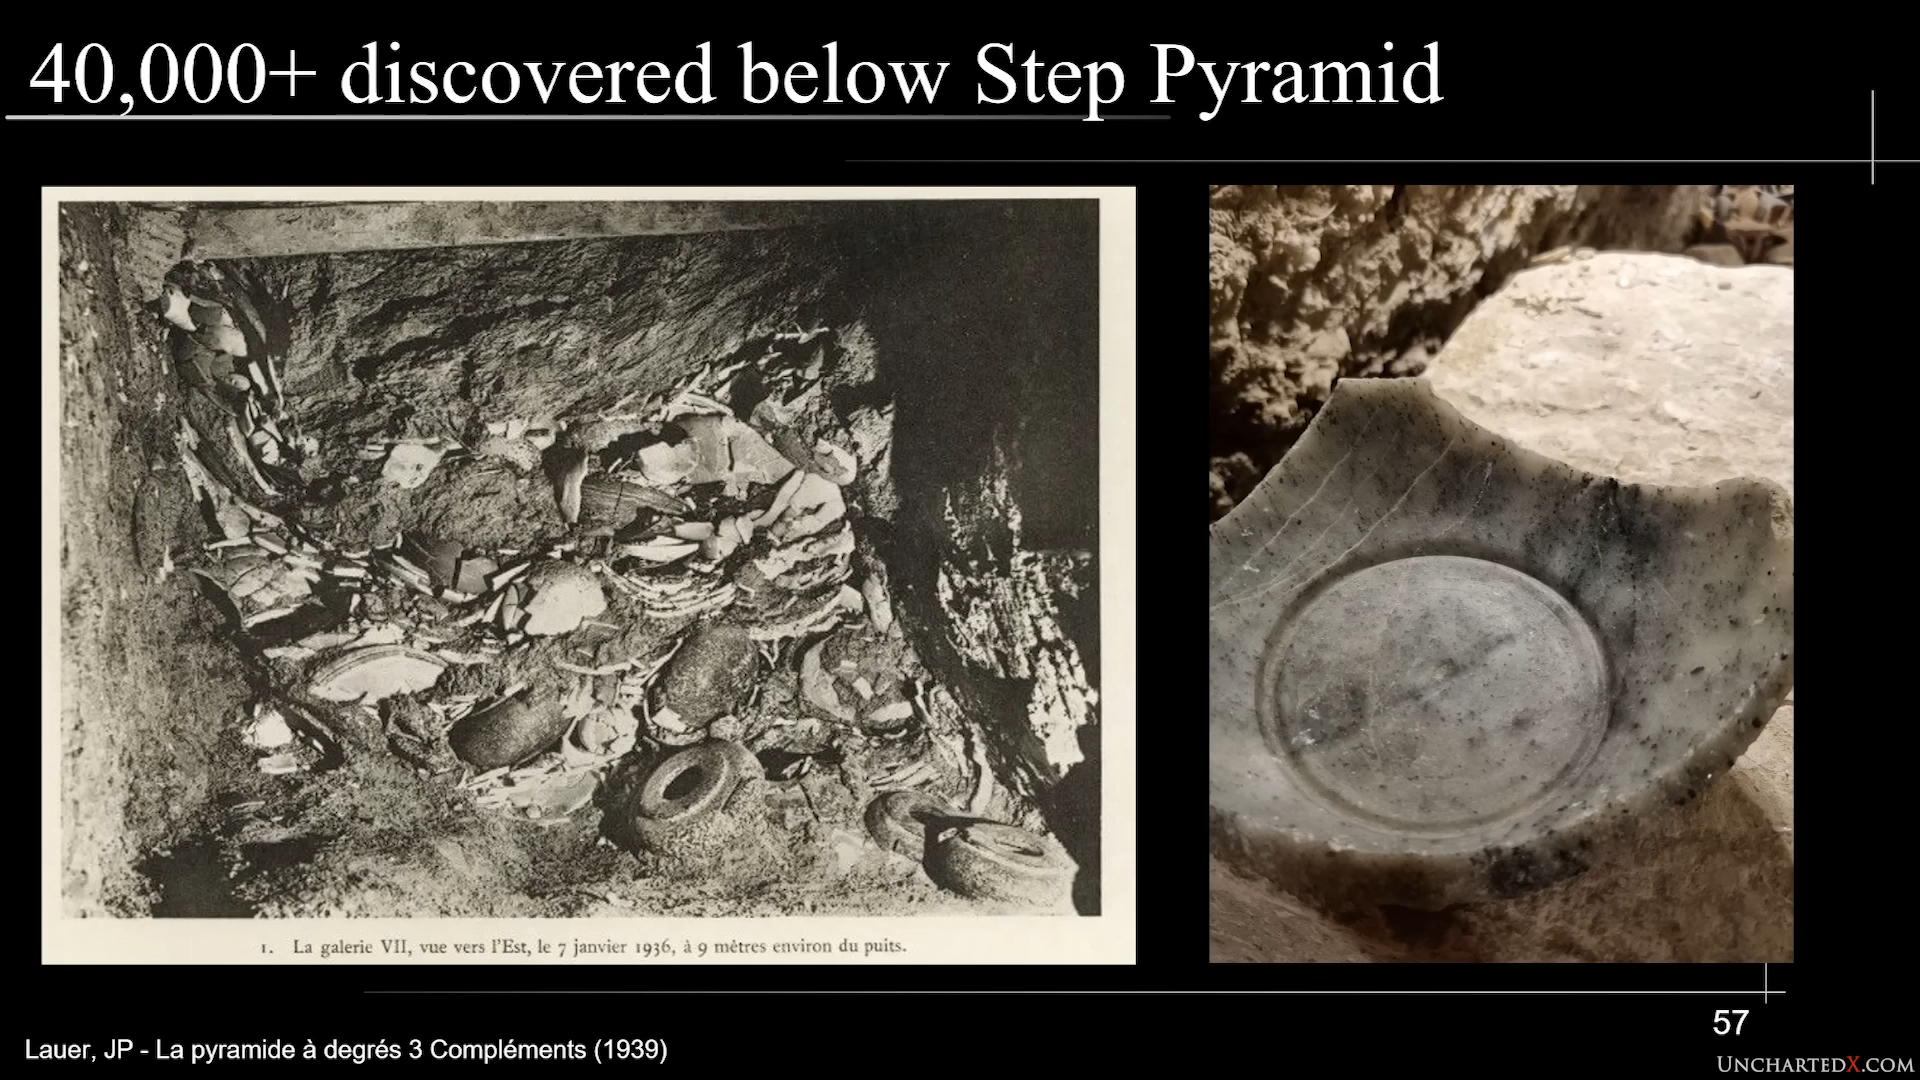 40,000+ discovered below Step Pyramid
1. La galerie VII, vue vers l'Est, le 7 janvier 1936, à 9 mètres environ du puits.
57
Lauer, JP - La pyramide à degrés 3 Compléments (1939)
UNCHARTEDX.COM